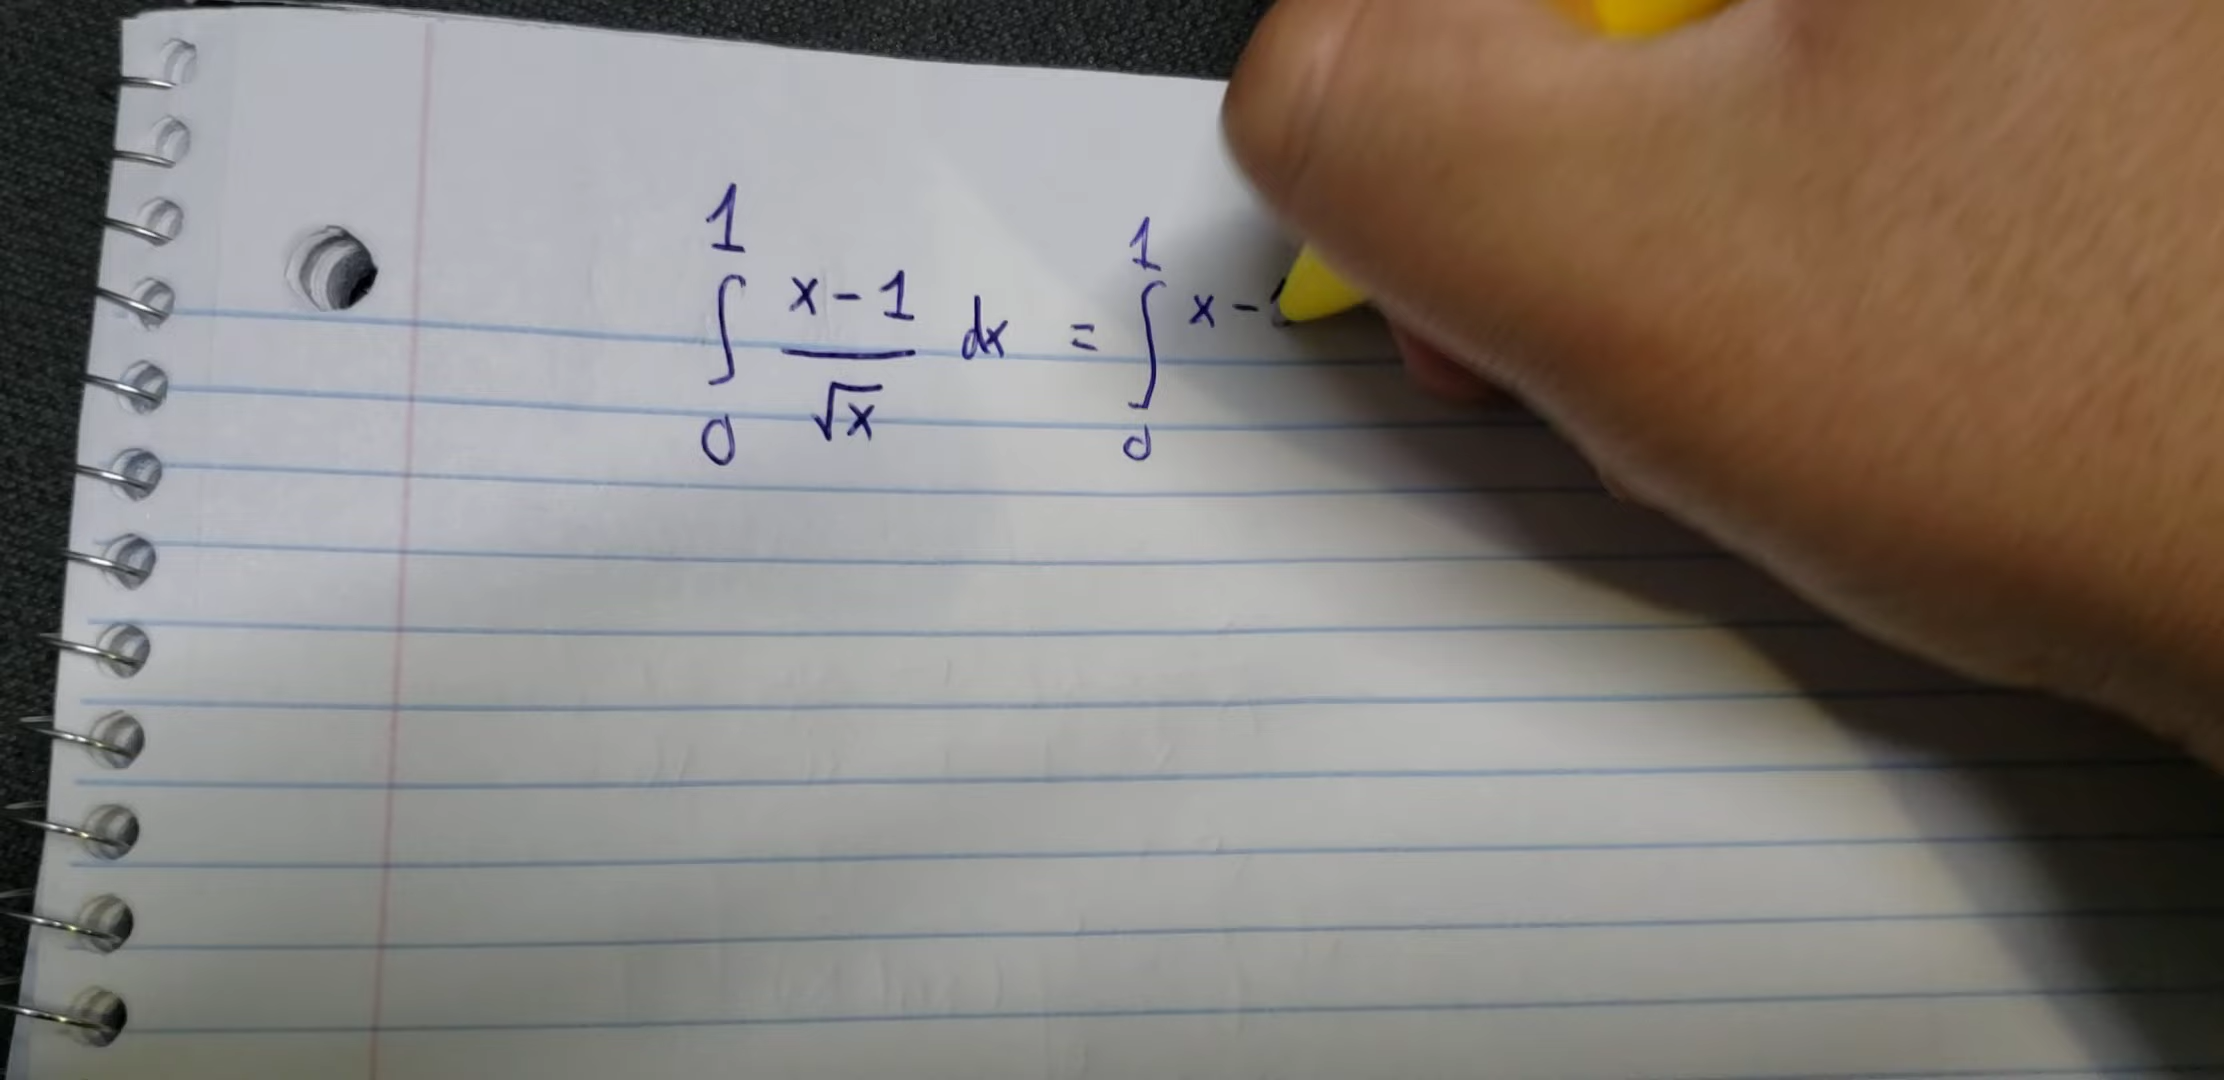 ∫₀¹ (x-1)/√x dx = ∫₀¹ x -